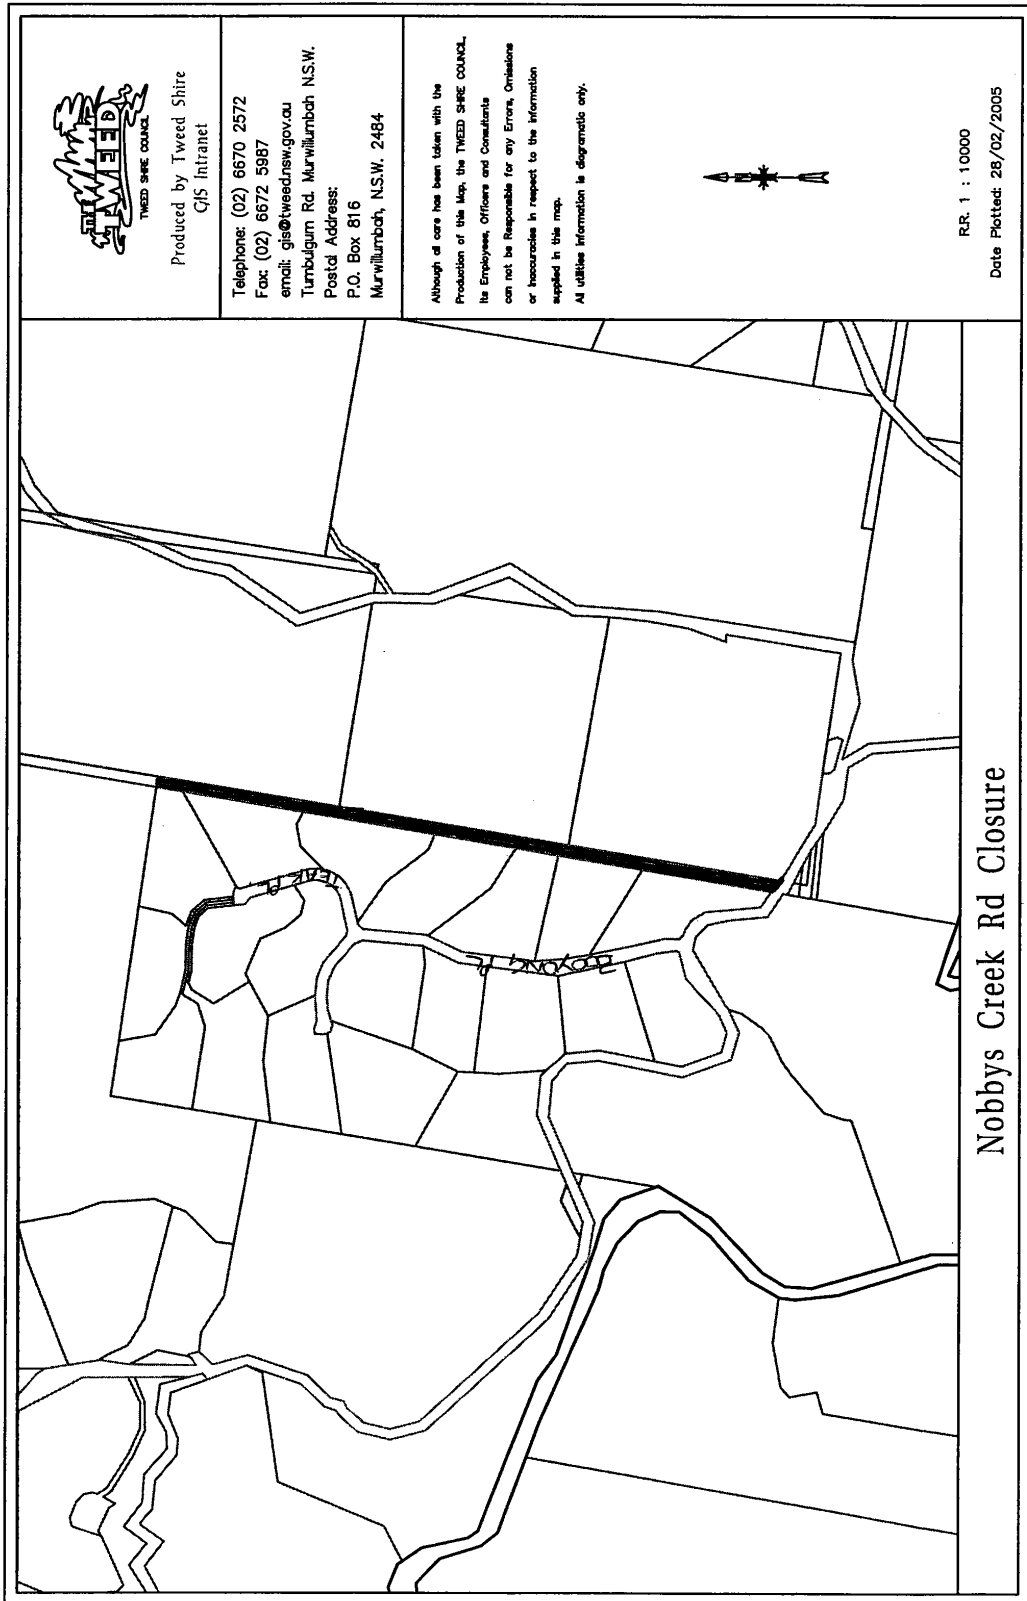 TWEED
TWEED SHIRE COUNCIL
Produced by Tweed Shire
GIS Intranet
Telephone: (02) 6670 2572
Fax: (02) 6672 5987
email: gis@tweed.nsw.gov.au
Tumbulgum Rd. Murwillumbah N.S.W.
Postal Address:
P.O. Box 816
Murwillumbah, N.S.W. 2484
Although all care has been taken with the
Production of this Map, the TWEED SHIRE COUNCIL,
its Employees, Officers and Consultants
can not be Responsible for any Errors, Omissions
or Inaccuracies in respect to the information
supplied in this map.
All utilities information is diagramatic only.
R.R. 1 : 10000
Date Plotted: 28/02/2005
TEAK PL
BOOYONG PL
Nobbys Creek Rd Closure